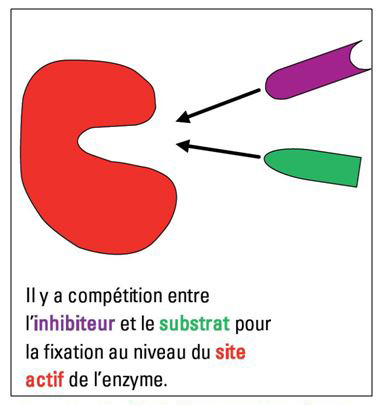 Il y a compétition entre
l'inhibiteur et le substrat pour
la fixation au niveau du site
actif de l'enzyme.